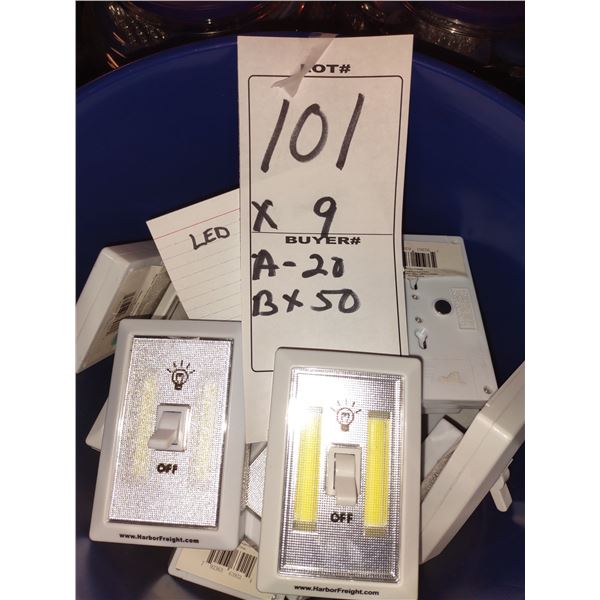 LOT#
101
X 9
LED
BUYER#
A-20
BX50
OFF
OFF
www.HarborFreight.com
www.HarborFreight.com